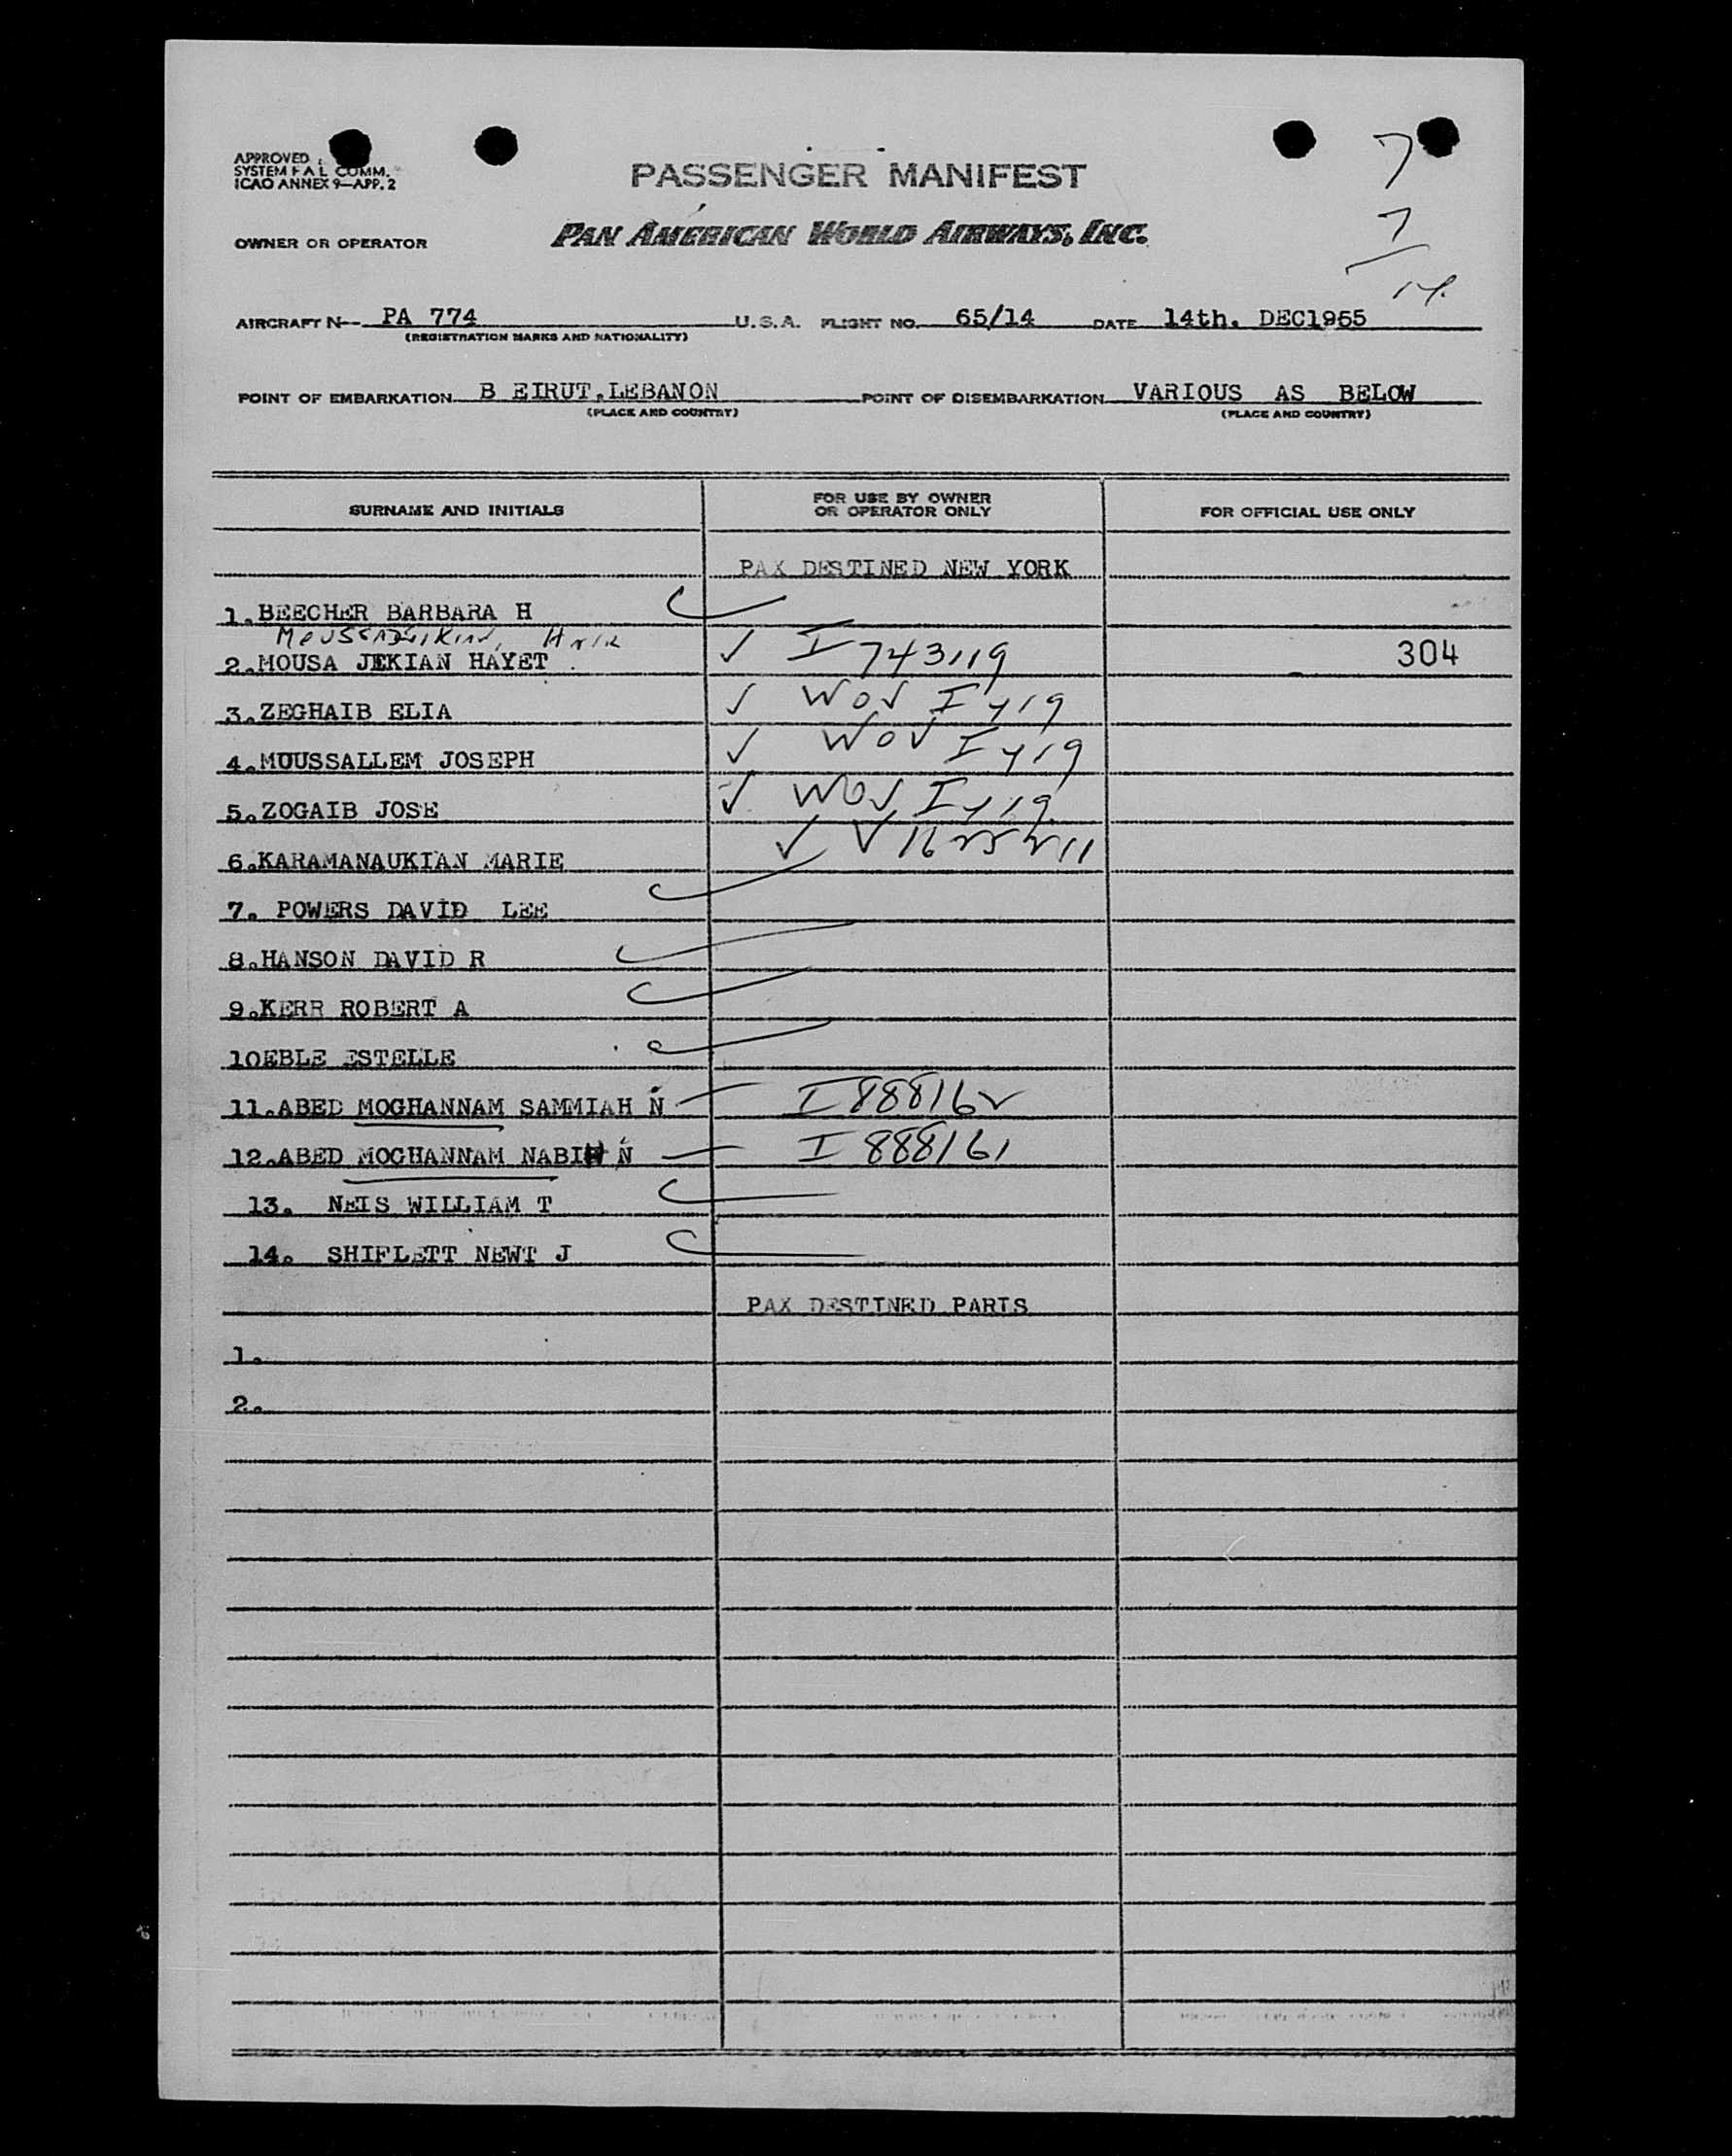 APPROVED
SYSTEM F A L COMM.
ICAO ANNEX 9—APP. 2
PASSENGER MANIFEST
7
7
14
OWNER OR OPERATOR PAN AMERICAN WORLD AIRWAYS, INC.
AIRCRAFT N-- PA 774 U.S.A. FLIGHT NO. 65/14 DATE 14th. DEC1965
(REGISTRATION MARKS AND NATIONALITY)
POINT OF EMBARKATION B EIRUT, LEBANON POINT OF DISEMBARKATION VARIOUS AS BELOW
(PLACE AND COUNTRY) (PLACE AND COUNTRY)
SURNAME AND INITIALS FOR USE BY OWNER OR OPERATOR ONLY FOR OFFICIAL USE ONLY
PAX DESTINED NEW YORK
1.BEECHER BARBARA H
2.MOUSA JEKIAN HAYET ✓ I 743119 304
3.ZEGHAIB ELIA ✓ WOV I 419
4.MOUSSALLEM JOSEPH ✓ WOV I 419
5.ZOGAIB JOSE ✓ WOV I 419
6.KARAMANAUKIAN MARIE ✓
7. POWERS DAVID LEE
8.HANSON DAVID R
9.KERR ROBERT A
10EBLE ESTELLE
11.ABED MOGHANNAM SAMMIAH N — I 888162
12.ABED MOGHANNAM NABIH N — I 888161
13. NEIS WILLIAM T
14. SHIFLETT NEWT J
PAX DESTINED PARIS
1.
2.